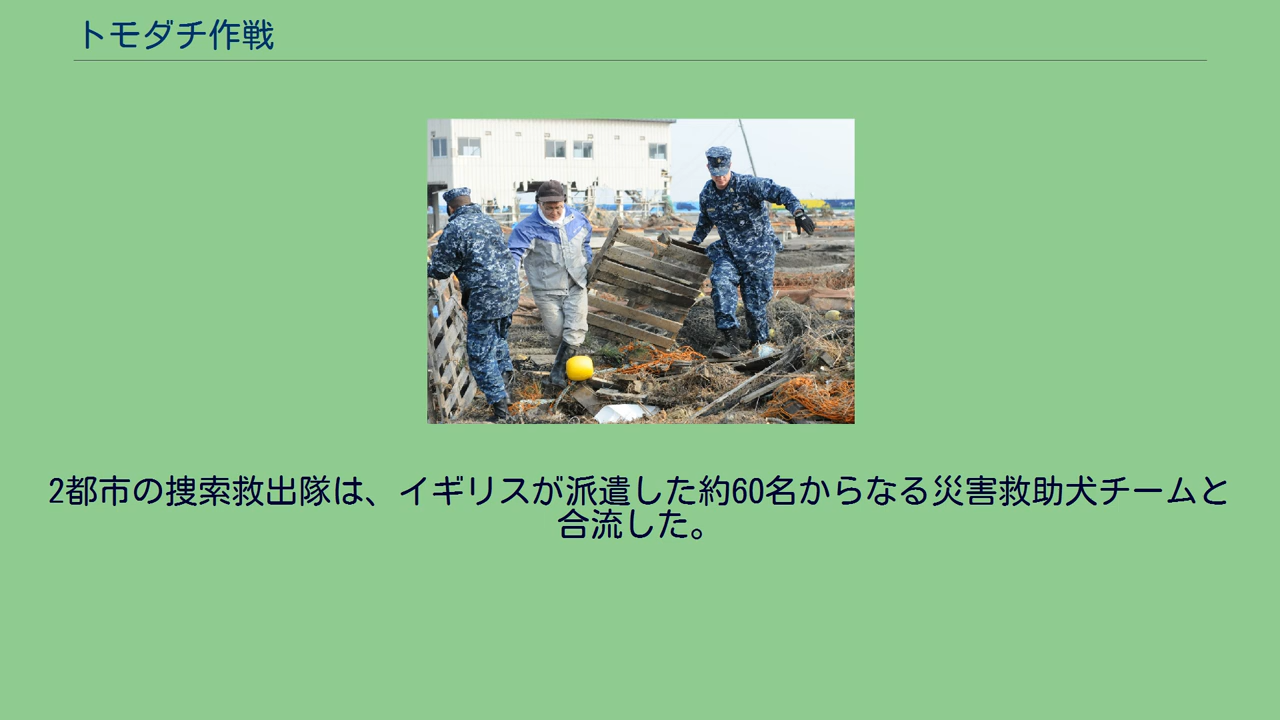 トモダチ作戦
2都市の捜索救出隊は、イギリスが派遣した約60名からなる災害救助犬チームと
合流した。